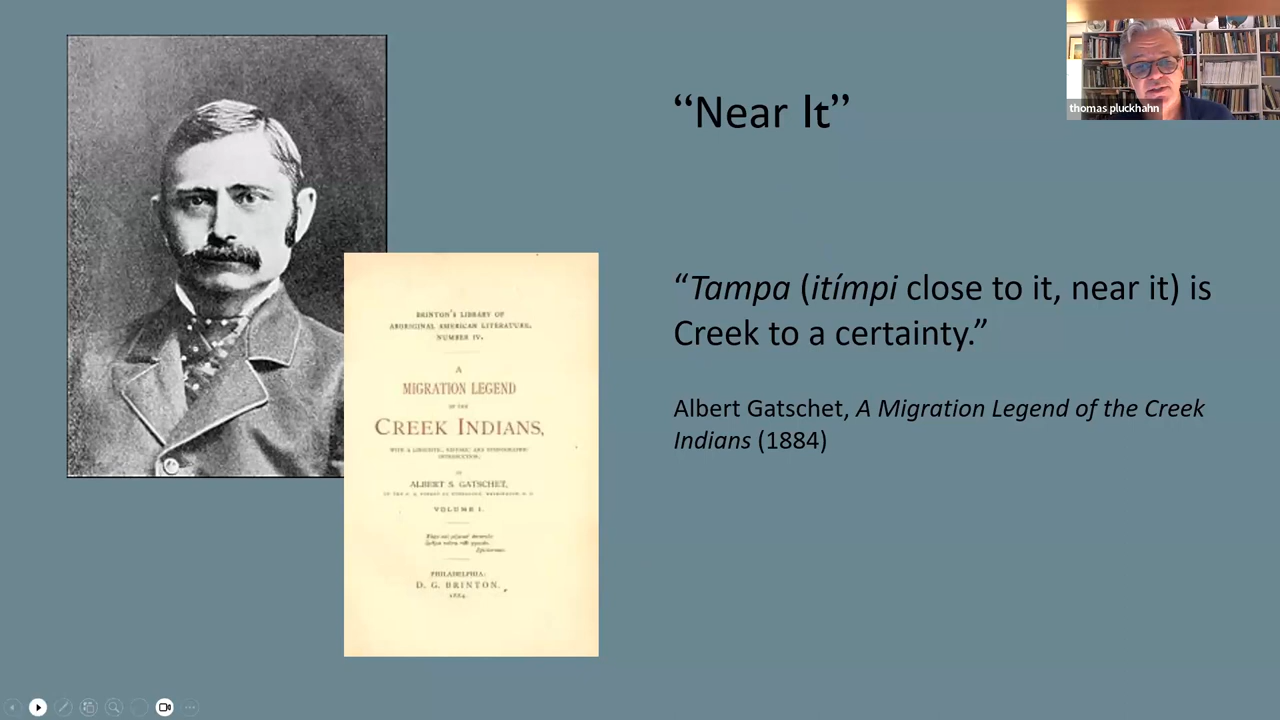 “Near It”
thomas pluckhahn
“Tampa (itímpi close to it, near it) is
Creek to a certainty.”
Albert Gatschet, A Migration Legend of the Creek
Indians (1884)
BRINTON'S LIBRARY OF
ABORIGINAL AMERICAN LITERATURE.
NUMBER IV.
A
MIGRATION LEGEND
OF THE
CREEK INDIANS,
WITH A LINGUISTIC, HISTORIC AND ETHNOGRAPHIC
INTRODUCTION,
BY
ALBERT S. GATSCHET,
VOLUME I.
PHILADELPHIA:
D. G. BRINTON.
1884.